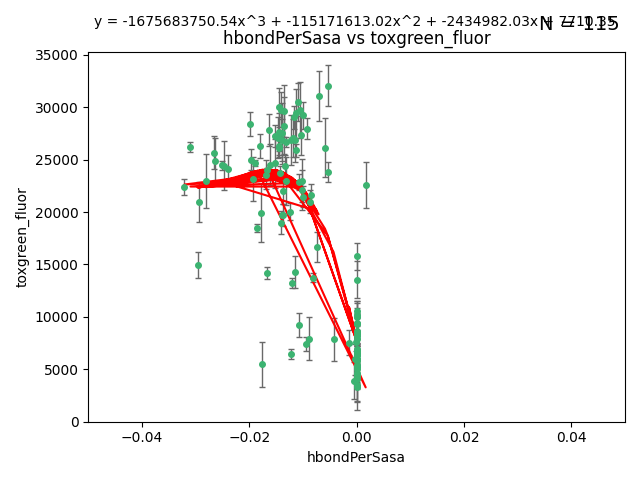 y = -1675683750.54x^3 + -115171613.02x^2 + -2434982.03x + 7710.35
N = 115
hbondPerSasa vs toxgreen_fluor
35000
30000
25000
20000
15000
10000
5000
0
toxgreen_fluor
−0.04 −0.02 0.00 0.02 0.04
hbondPerSasa